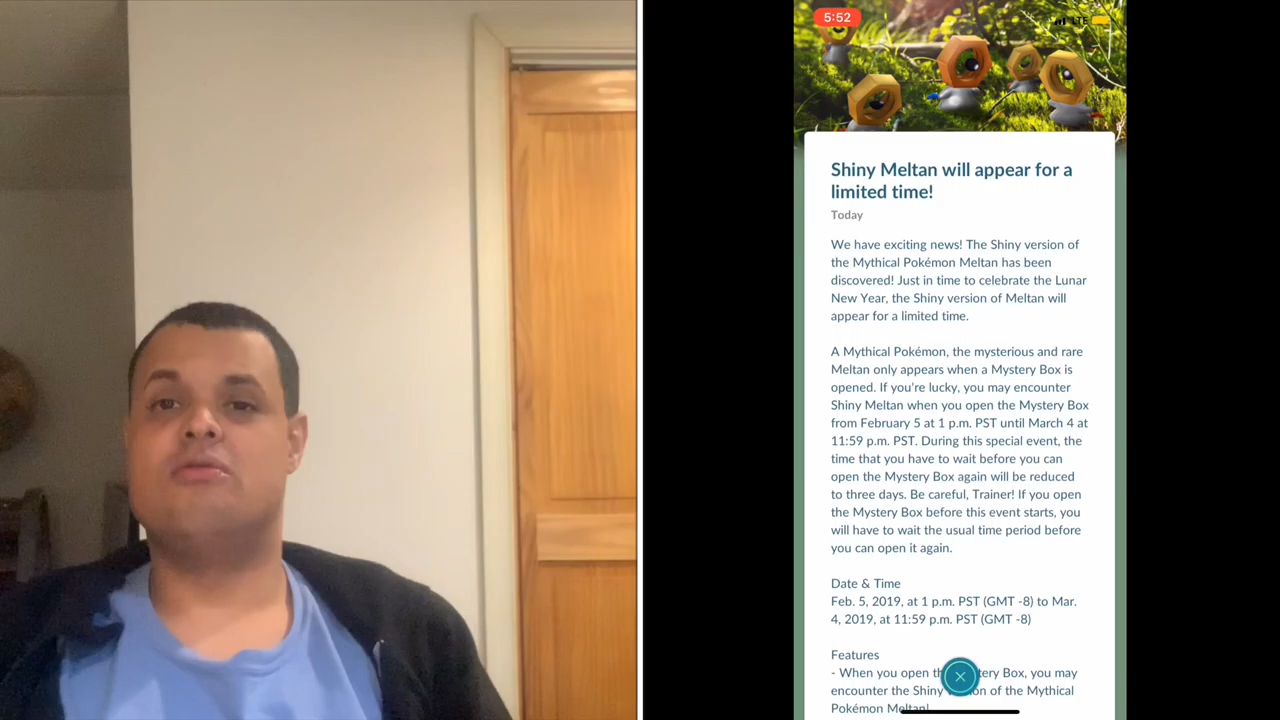 5:52
LTE
Shiny Meltan will appear for a
limited time!
Today
We have exciting news! The Shiny version of
the Mythical Pokémon Meltan has been
discovered! Just in time to celebrate the Lunar
New Year, the Shiny version of Meltan will
appear for a limited time.
A Mythical Pokémon, the mysterious and rare
Meltan only appears when a Mystery Box is
opened. If you're lucky, you may encounter
Shiny Meltan when you open the Mystery Box
from February 5 at 1 p.m. PST until March 4 at
11:59 p.m. PST. During this special event, the
time that you have to wait before you can
open the Mystery Box again will be reduced
to three days. Be careful, Trainer! If you open
the Mystery Box before this event starts, you
will have to wait the usual time period before
you can open it again.
Date & Time
Feb. 5, 2019, at 1 p.m. PST (GMT -8) to Mar.
4, 2019, at 11:59 p.m. PST (GMT -8)
Features
- When you open the Mystery Box, you may
encounter the Shiny version of the Mythical
Pokémon Meltan!